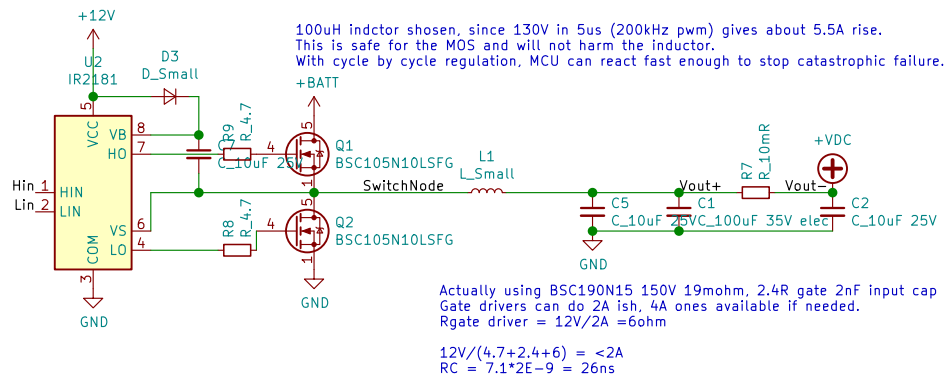 100uH indctor shosen, since 130V in 5us (200kHz pwm) gives about 5.5A rise.
This is safe for the MOS and will not harm the inductor.
With cycle by cycle regulation, MCU can react fast enough to stop catastrophic failure.
+12V
U2
IR2181
D3
D_Small
+BATT
5
VCC
VB
8
HO
7
HIN
1
Hin
LIN
2
Lin
VS
6
LO
4
COM
3
GND
C7
C_10uF 25V
R9
R_4.7
4
5
1
Q1
BSC105N10LSFG
R8
R_4.7
4
5
1
Q2
BSC105N10LSFG
GND
SwitchNode
L1
L_Small
Vout+
R7
R_10mR
Vout-
+VDC
C5
C_10uF 25V
C1
C_100uF 35V elec
C2
C_10uF 25V
GND
Actually using BSC190N15 150V 19mohm, 2.4R gate 2nF input cap
Gate drivers can do 2A ish, 4A ones available if needed.
Rgate driver = 12V/2A =6ohm
12V/(4.7+2.4+6) = <2A
RC = 7.1*2E-9 = 26ns